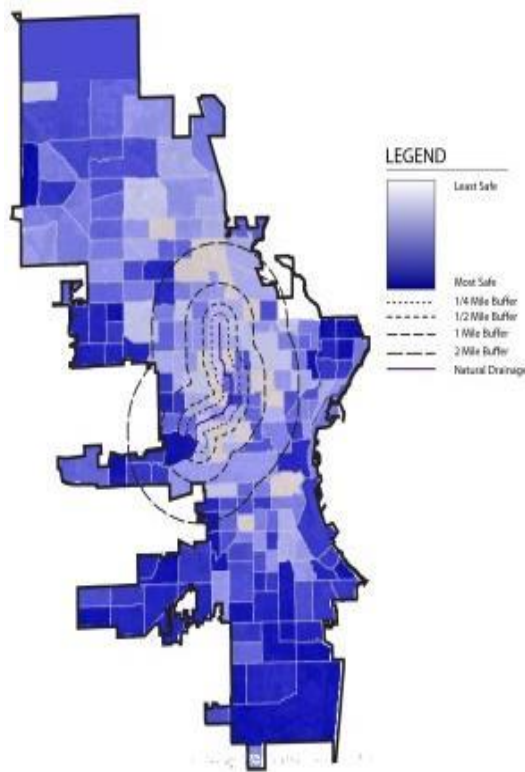 LEGEND
Least Safe
Most Safe
1/4 Mile Buffer
1/2 Mile Buffer
1 Mile Buffer
2 Mile Buffer
Natural Drainage